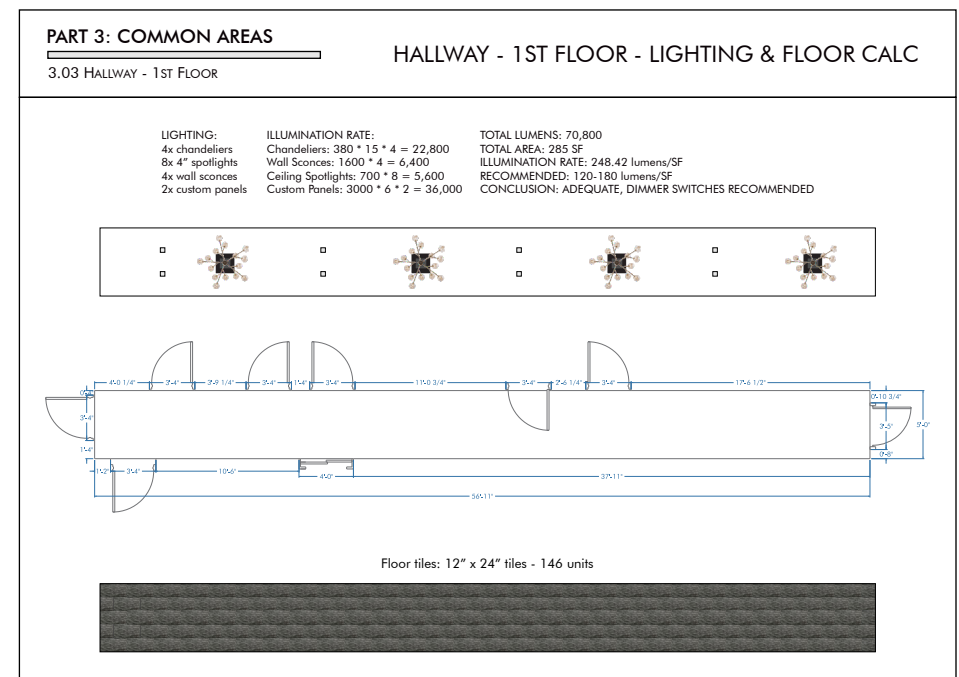 PART 3: COMMON AREAS
3.03 HALLWAY - 1ST FLOOR
HALLWAY - 1ST FLOOR - LIGHTING & FLOOR CALC
LIGHTING:
4x chandeliers
8x 4” spotlights
4x wall sconces
2x custom panels
ILLUMINATION RATE:
Chandeliers: 380 * 15 * 4 = 22,800
Wall Sconces: 1600 * 4 = 6,400
Ceiling Spotlights: 700 * 8 = 5,600
Custom Panels: 3000 * 6 * 2 = 36,000
TOTAL LUMENS: 70,800
TOTAL AREA: 285 SF
ILLUMINATION RATE: 248.42 lumens/SF
RECOMMENDED: 120-180 lumens/SF
CONCLUSION: ADEQUATE, DIMMER SWITCHES RECOMMENDED
4'-0 1/4" 3'-4" 3'-9 1/4" 3'-4" 1'-4" 3'-4" 11'-0 3/4" 3'-4" 2'-6 1/4" 3'-4" 17'-6 1/2"
0'-10 3/4"
3'-4"
3'-5"
5'-0"
1'-4"
0'-8"
1'-2" 3'-4" 10'-6" 4'-0" 37'-11"
56'-11"
Floor tiles: 12” x 24” tiles - 146 units